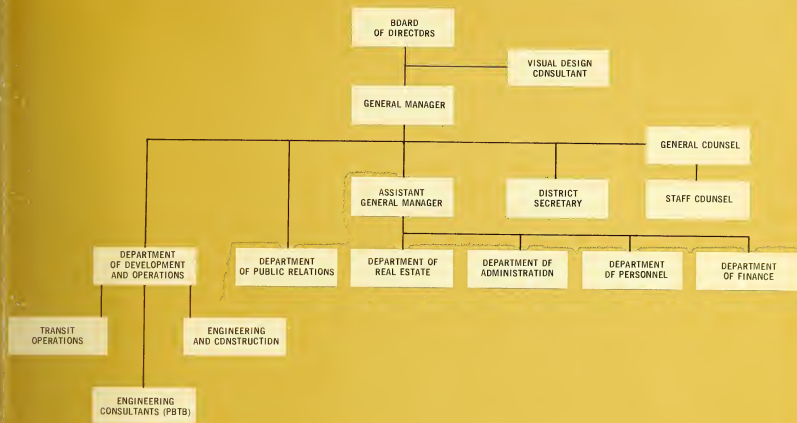 BOARD
OF DIRECTORS
VISUAL DESIGN
CONSULTANT
GENERAL MANAGER
GENERAL COUNSEL
ASSISTANT
GENERAL MANAGER
DISTRICT
SECRETARY
STAFF COUNSEL
DEPARTMENT
OF DEVELOPMENT
AND OPERATIONS
DEPARTMENT
OF PUBLIC RELATIONS
DEPARTMENT OF
REAL ESTATE
DEPARTMENT OF
ADMINISTRATION
DEPARTMENT
OF PERSONNEL
DEPARTMENT
OF FINANCE
TRANSIT
OPERATIONS
ENGINEERING
AND CONSTRUCTION
ENGINEERING
CONSULTANTS (PBTB)